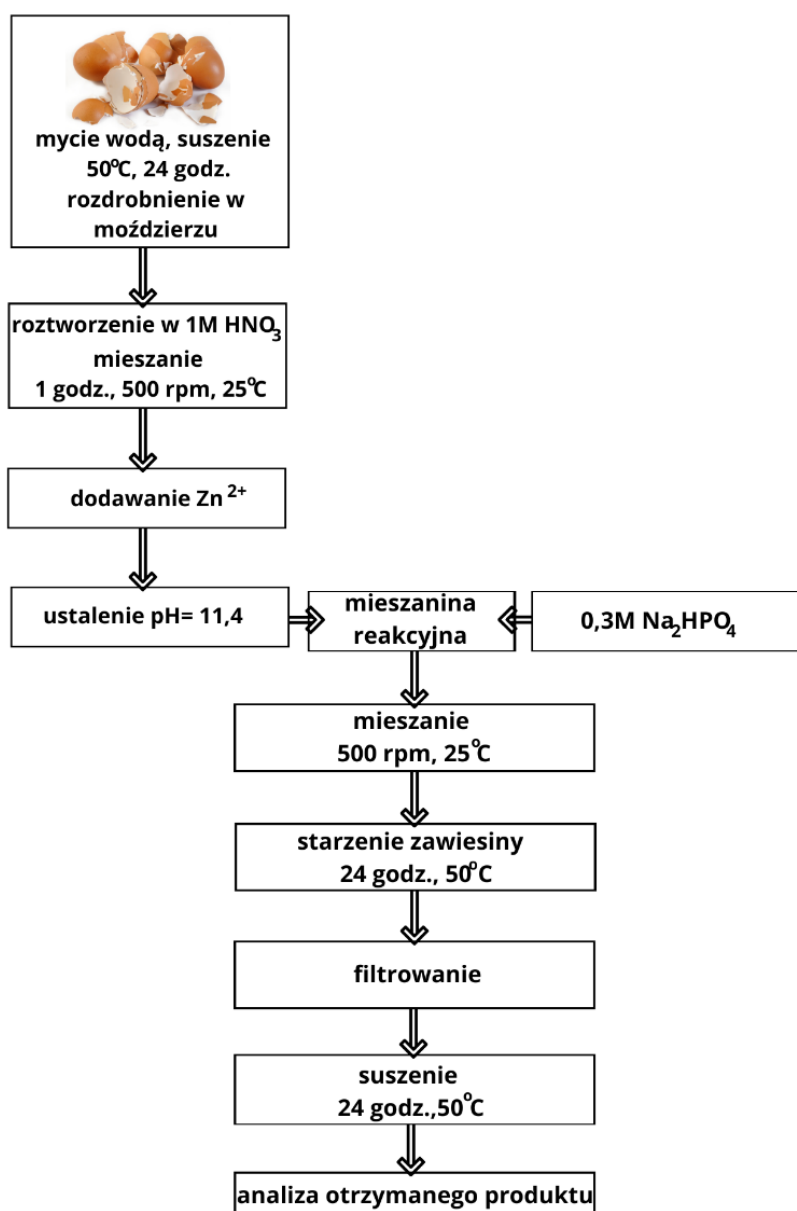 mycie wodą, suszenie
50°C, 24 godz.
rozdrobnienie w
moździerzu
roztworzenie w 1M HNO₃
mieszanie
1 godz., 500 rpm, 25°C
dodawanie Zn²⁺
ustalenie pH= 11,4
mieszanina
reakcyjna
0,3M Na₂HPO₄
mieszanie
500 rpm, 25°C
starzenie zawiesiny
24 godz., 50°C
filtrowanie
suszenie
24 godz.,50°C
analiza otrzymanego produktu